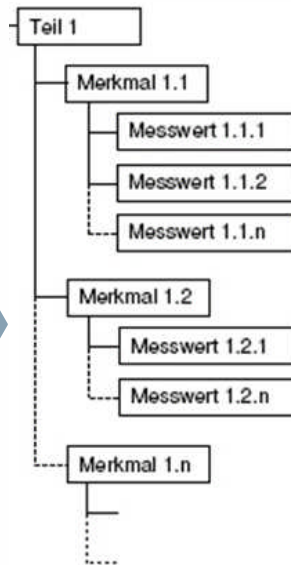 Teil 1
Merkmal 1.1
Messwert 1.1.1
Messwert 1.1.2
Messwert 1.1.n
Merkmal 1.2
Messwert 1.2.1
Messwert 1.2.n
Merkmal 1.n